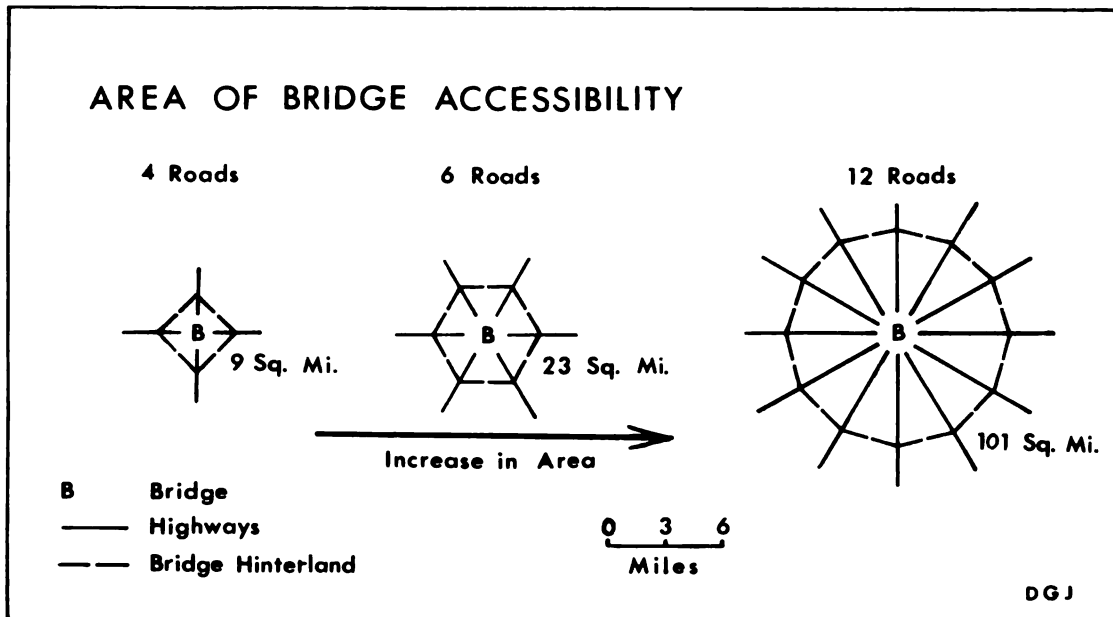 AREA OF BRIDGE ACCESSIBILITY
4 Roads
6 Roads
12 Roads
B
B
B
9 Sq. Mi.
23 Sq. Mi.
101 Sq. Mi.
Increase in Area
B Bridge
Highways
Bridge Hinterland
0 3 6
Miles
DGJ